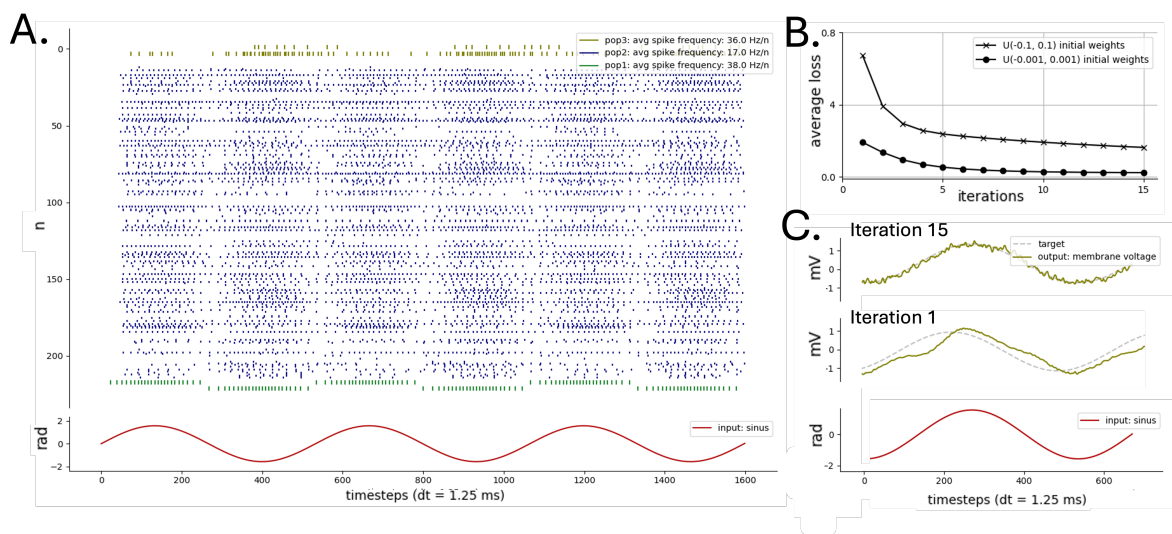 A.
0
50
100
150
200
n
pop3: avg spike frequency: 36.0 Hz/n
pop2: avg spike frequency: 17.0 Hz/n
pop1: avg spike frequency: 38.0 Hz/n
2
0
−2
rad
input: sinus
0 200 400 600 800 1000 1200 1400 1600
timesteps (dt = 1.25 ms)
B.
0.8
4
0.0
average loss
U(-0.1, 0.1) initial weights
U(-0.001, 0.001) initial weights
0 5 10 15
iterations
C.
Iteration 15
1
0
-1
mV
target
output: membrane voltage
Iteration 1
1
0
-1
mV
0
−2
rad
input: sinus
0 200 400 600
timesteps (dt = 1.25 ms)